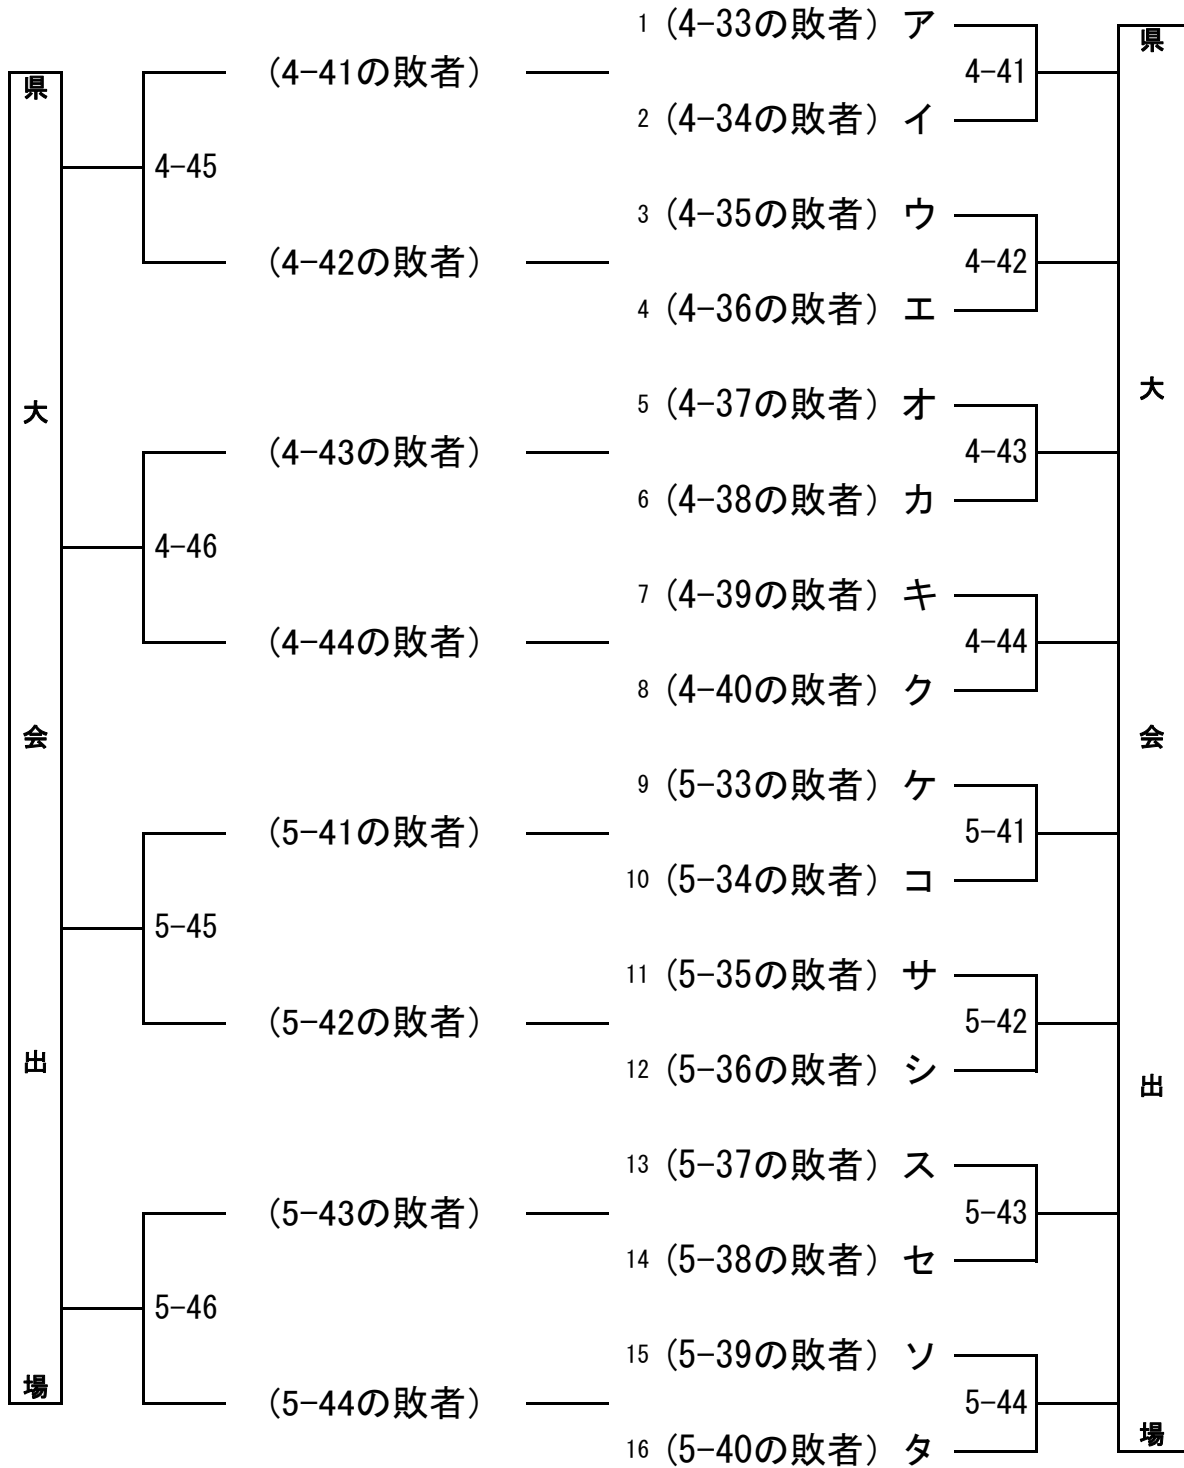 1 (4-33の敗者) ア
県
(4-41の敗者)
4-41
県
2 (4-34の敗者) イ
4-45
3 (4-35の敗者) ウ
(4-42の敗者)
4-42
4 (4-36の敗者) エ
大
5 (4-37の敗者) オ
大
(4-43の敗者)
4-43
6 (4-38の敗者) カ
4-46
7 (4-39の敗者) キ
(4-44の敗者)
4-44
8 (4-40の敗者) ク
会
会
9 (5-33の敗者) ケ
(5-41の敗者)
5-41
10 (5-34の敗者) コ
5-45
11 (5-35の敗者) サ
(5-42の敗者)
5-42
出
12 (5-36の敗者) シ
出
13 (5-37の敗者) ス
(5-43の敗者)
5-43
14 (5-38の敗者) セ
5-46
15 (5-39の敗者) ソ
場
(5-44の敗者)
5-44
場
16 (5-40の敗者) タ